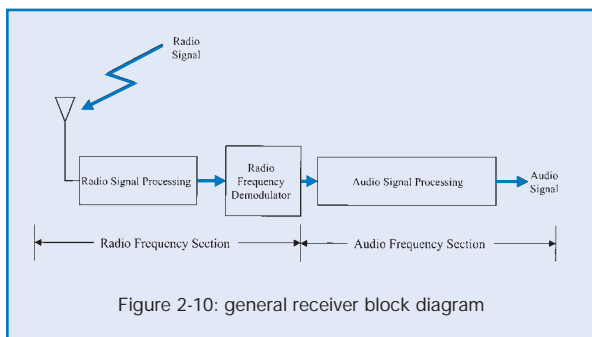 Radio
Signal
Radio Signal Processing
Radio
Frequency
Demodulator
Audio Signal Processing
Audio
Signal
Radio Frequency Section
Audio Frequency Section
Figure 2-10: general receiver block diagram